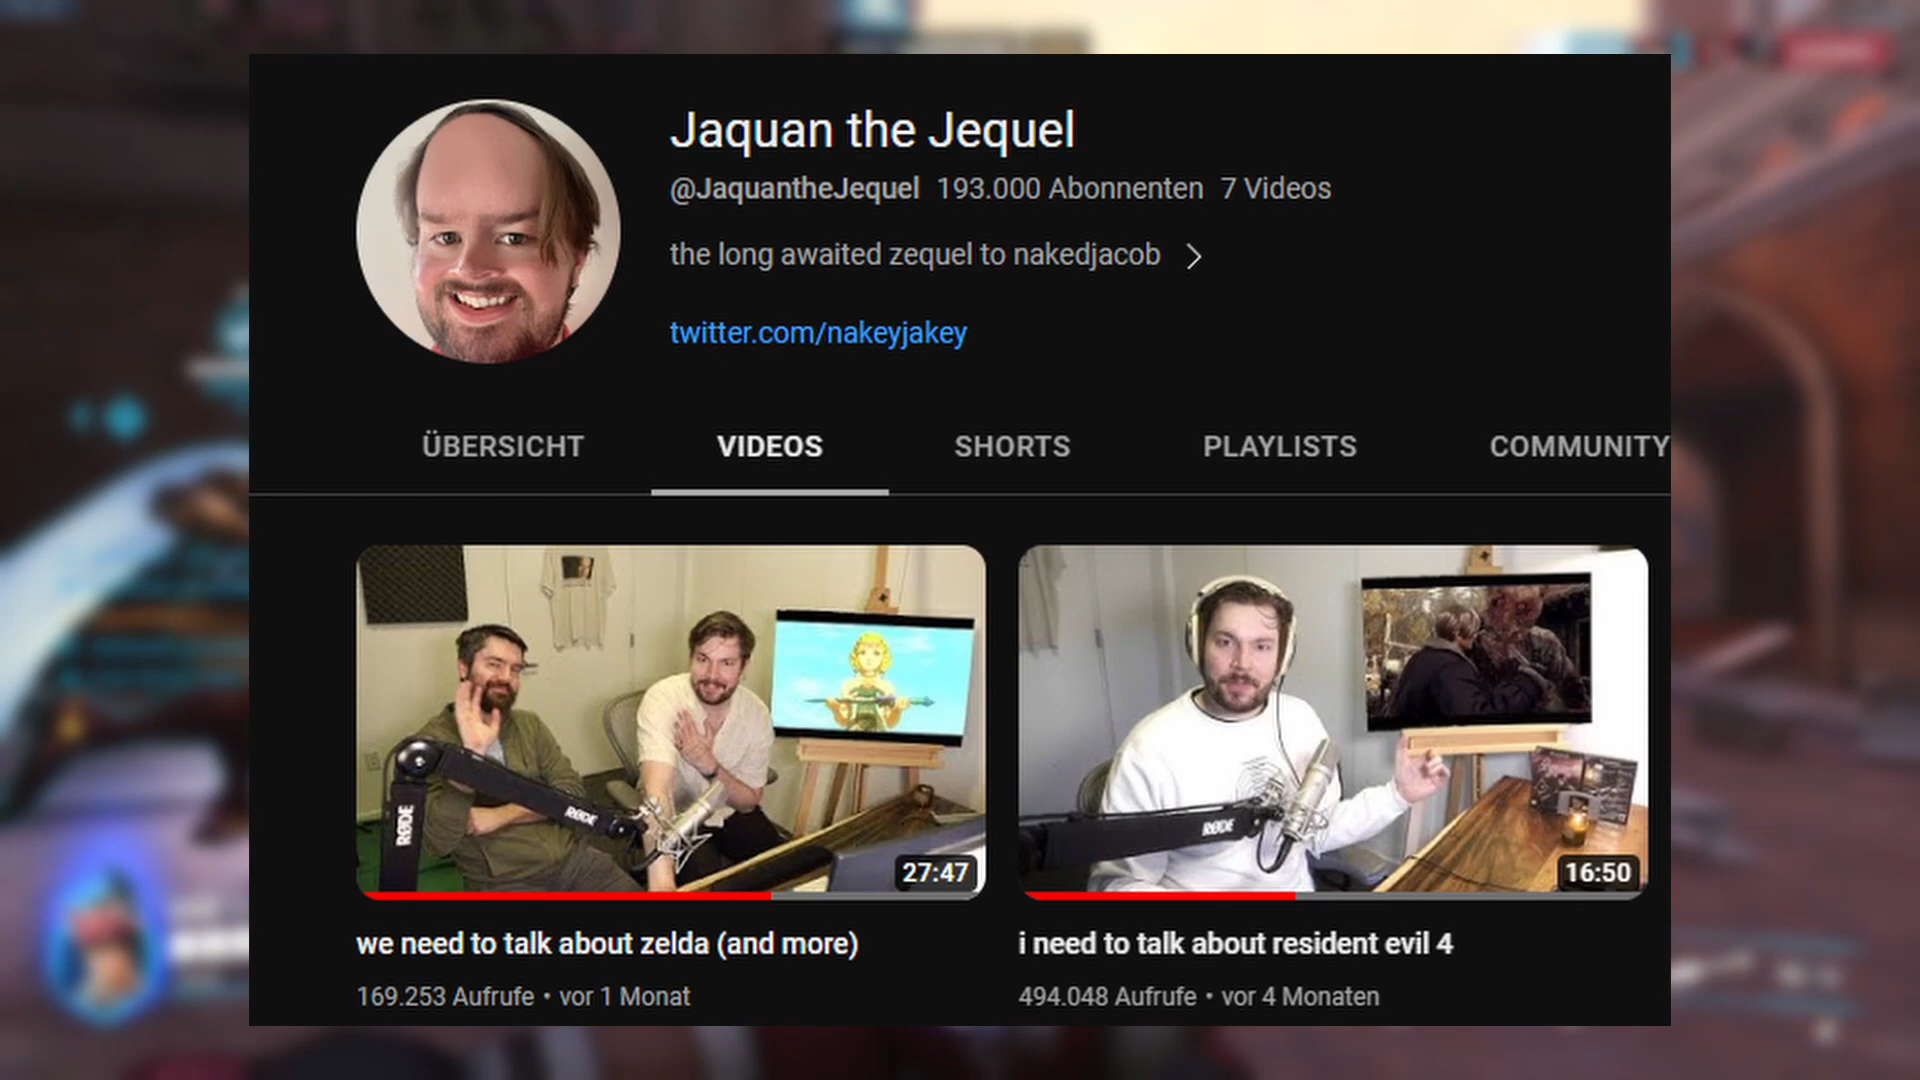 Jaquan the Jequel
@JaquantheJequel 193.000 Abonnenten 7 Videos
the long awaited zequel to nakedjacob
twitter.com/nakeyjakey
ÜBERSICHT VIDEOS SHORTS PLAYLISTS COMMUNITY
RØDE RØDE 27:47
RØDE 16:50
we need to talk about zelda (and more)
169.253 Aufrufe • vor 1 Monat
i need to talk about resident evil 4
494.048 Aufrufe • vor 4 Monaten